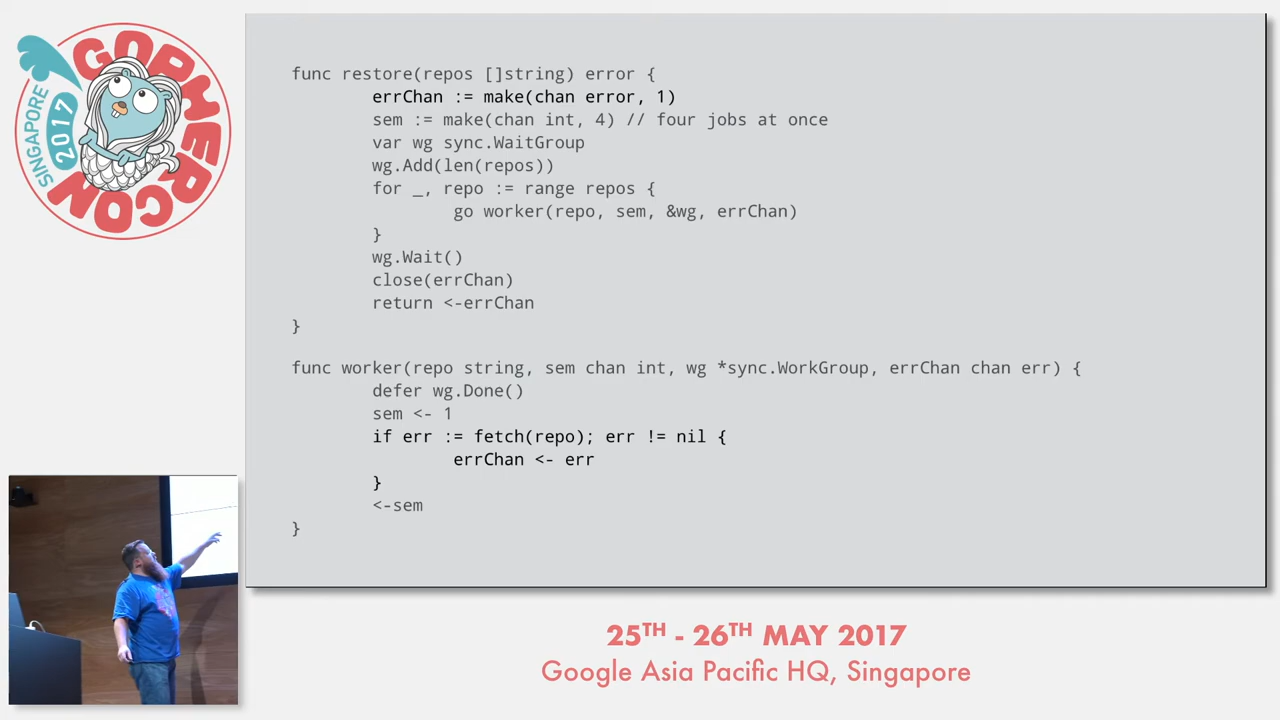 GOPHERCON
SINGAPORE
2017
func restore(repos []string) error {
        errChan := make(chan error, 1)
        sem := make(chan int, 4) // four jobs at once
        var wg sync.WaitGroup
        wg.Add(len(repos))
        for _, repo := range repos {
                go worker(repo, sem, &wg, errChan)
        }
        wg.Wait()
        close(errChan)
        return <-errChan
}
func worker(repo string, sem chan int, wg *sync.WorkGroup, errChan chan err) {
        defer wg.Done()
        sem <- 1
        if err := fetch(repo); err != nil {
                errChan <- err
        }
        <-sem
}
25TH - 26TH MAY 2017
Google Asia Pacific HQ, Singapore